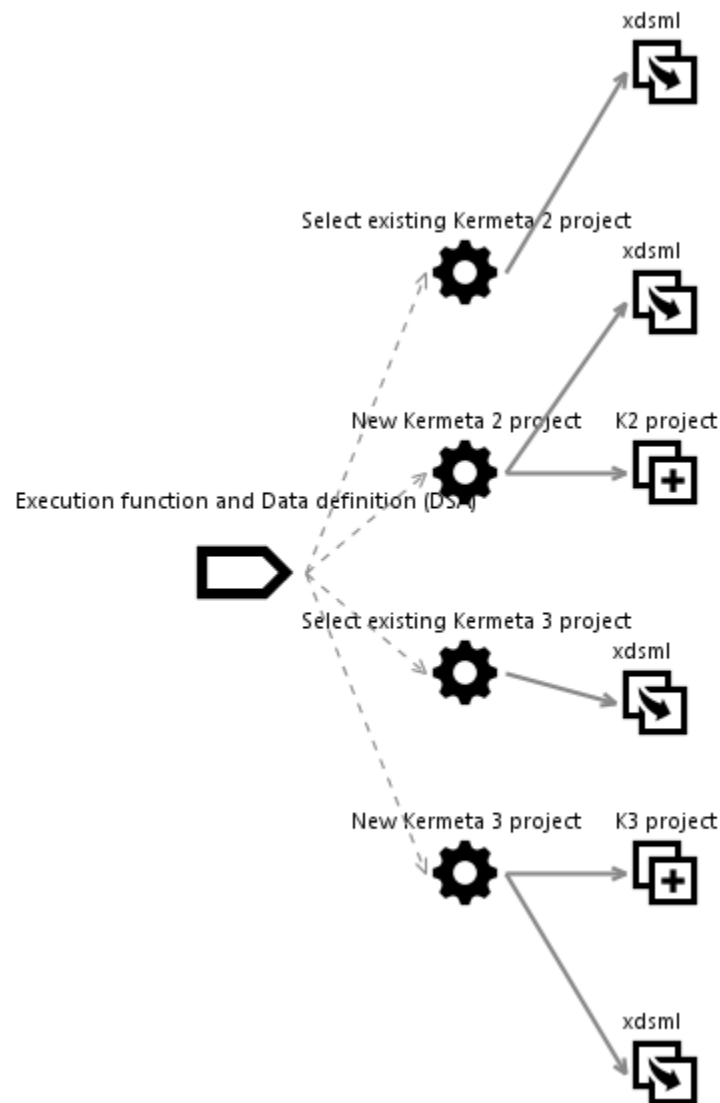 xdsml
Select existing Kermeta 2 project
xdsml
New Kermeta 2 project
K2 project
Execution function and Data definition (DSA)
Select existing Kermeta 3 project
xdsml
New Kermeta 3 project
K3 project
xdsml